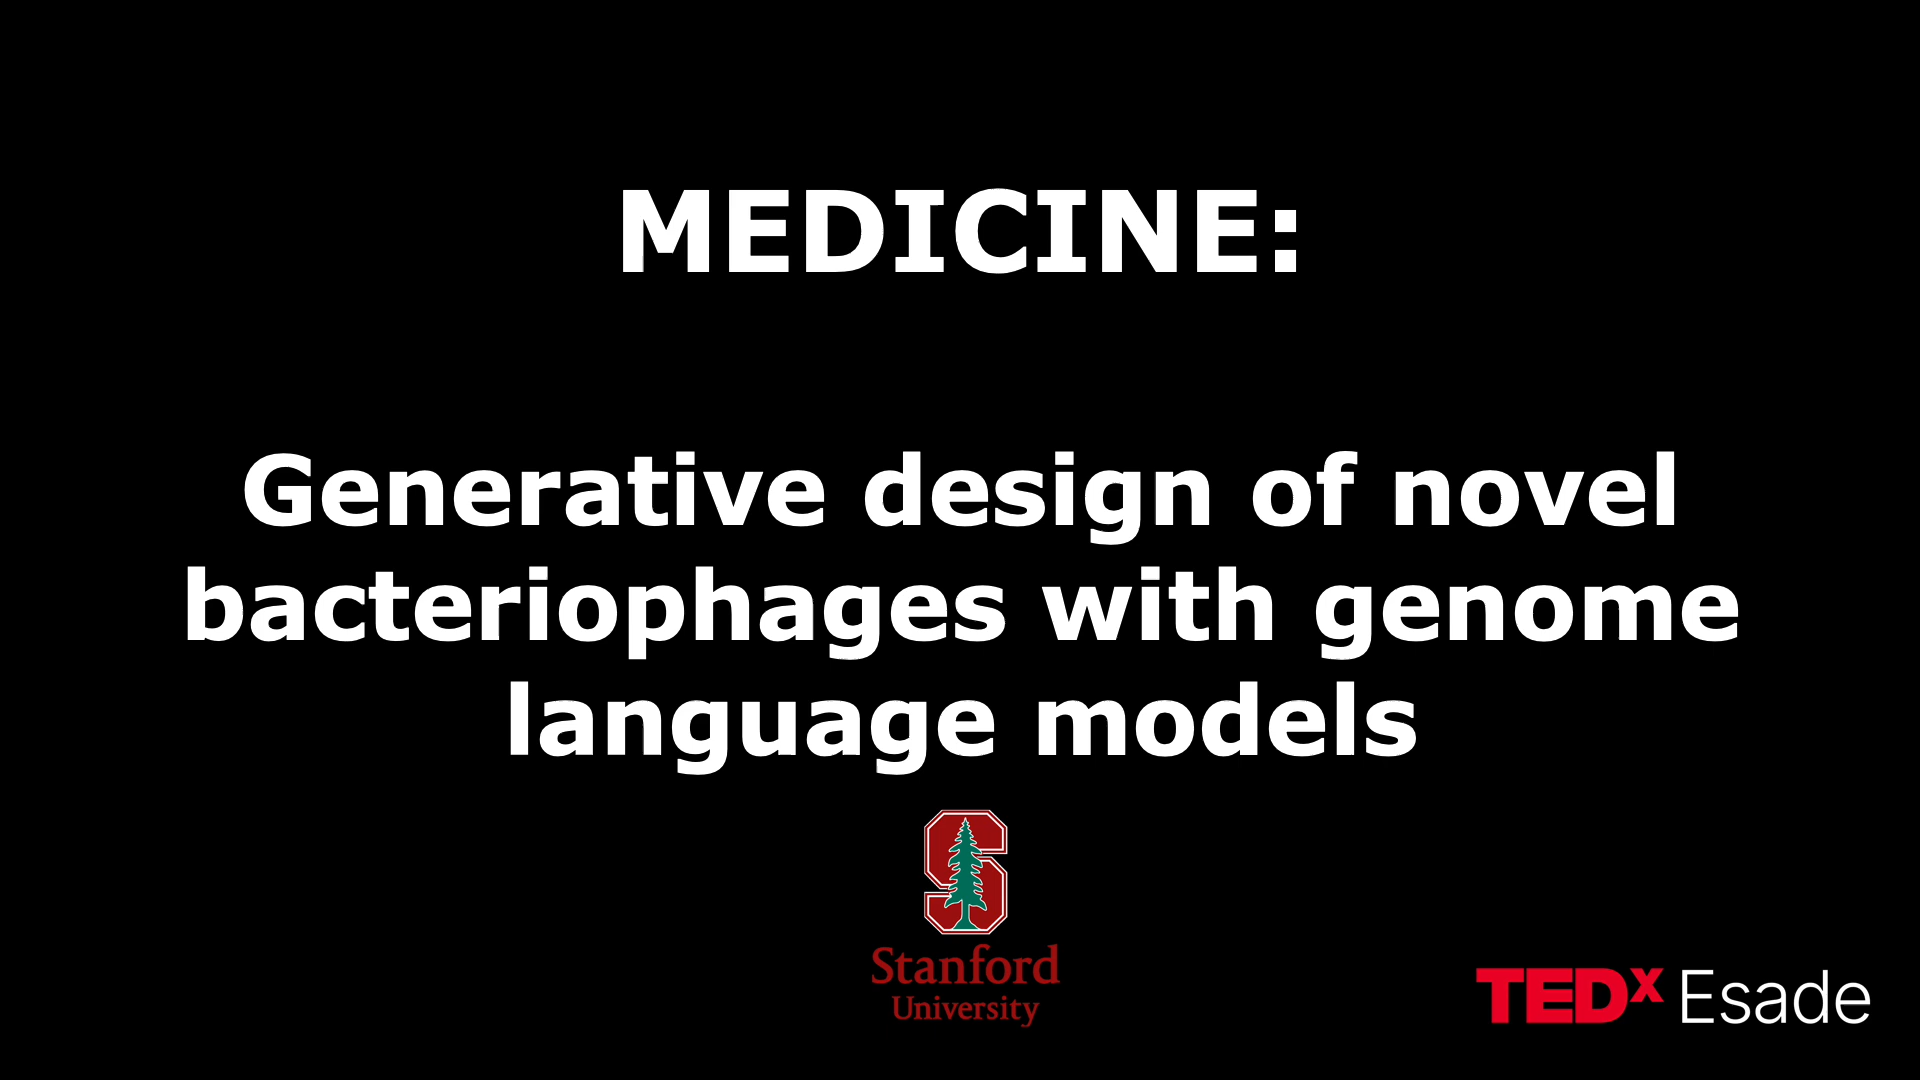 MEDICINE:
Generative design of novel
bacteriophages with genome
language models
Stanford
University
TEDx Esade